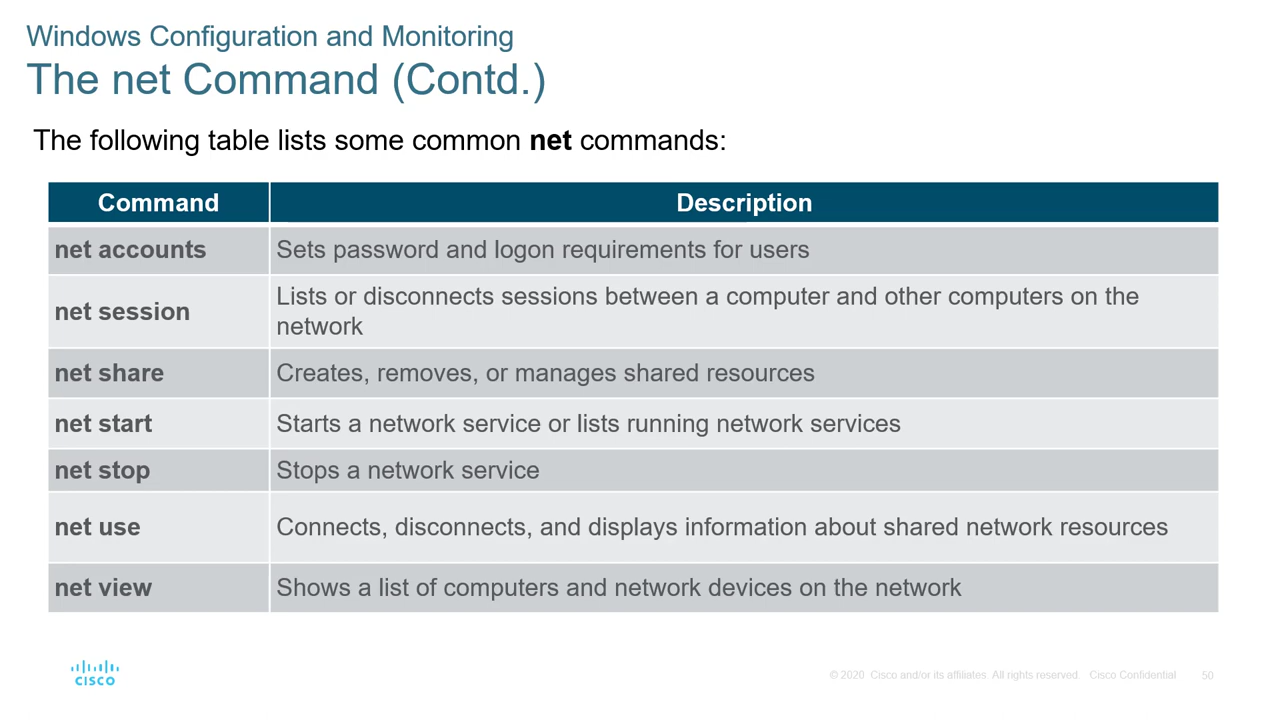 Windows Configuration and Monitoring
The net Command (Contd.)
The following table lists some common net commands:
Command Description
net accounts Sets password and logon requirements for users
net session Lists or disconnects sessions between a computer and other computers on the
network
net share Creates, removes, or manages shared resources
net start Starts a network service or lists running network services
net stop Stops a network service
net use Connects, disconnects, and displays information about shared network resources
net view Shows a list of computers and network devices on the network
CISCO © 2020 Cisco and/or its affiliates. All rights reserved. Cisco Confidential 50